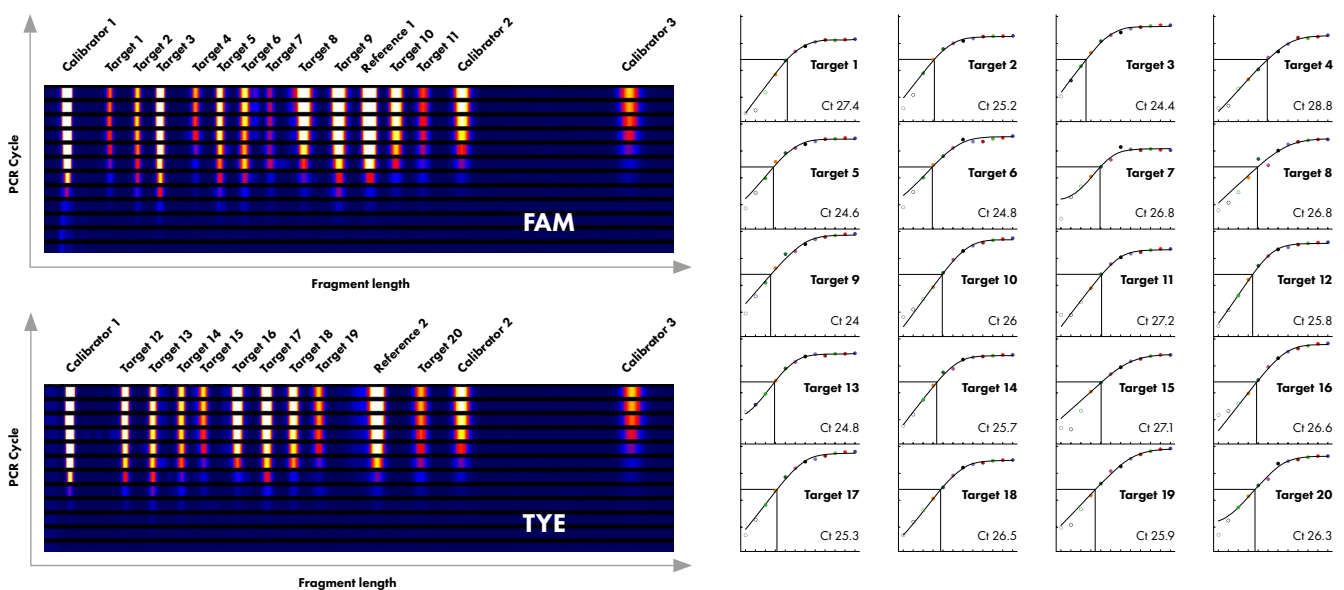 Calibrator 1
Target 1
Target 2
Target 3
Target 4
Target 5
Target 6
Target 7
Target 8
Target 9
Reference 1
Target 10
Target 11
Calibrator 2
Calibrator 3
PCR Cycle
FAM
Fragment length
Calibrator 1
Target 12
Target 13
Target 14
Target 15
Target 16
Target 17
Target 18
Target 19
Reference 2
Target 20
Calibrator 2
Calibrator 3
PCR Cycle
TYE
Fragment length
Target 1
Ct 27.4
Target 2
Ct 25.2
Target 3
Ct 24.4
Target 4
Ct 28.8
Target 5
Ct 24.6
Target 6
Ct 24.8
Target 7
Ct 26.8
Target 8
Ct 26.8
Target 9
Ct 24
Target 10
Ct 26
Target 11
Ct 27.2
Target 12
Ct 25.8
Target 13
Ct 24.8
Target 14
Ct 25.7
Target 15
Ct 27.1
Target 16
Ct 26.6
Target 17
Ct 25.3
Target 18
Ct 26.5
Target 19
Ct 25.9
Target 20
Ct 26.3